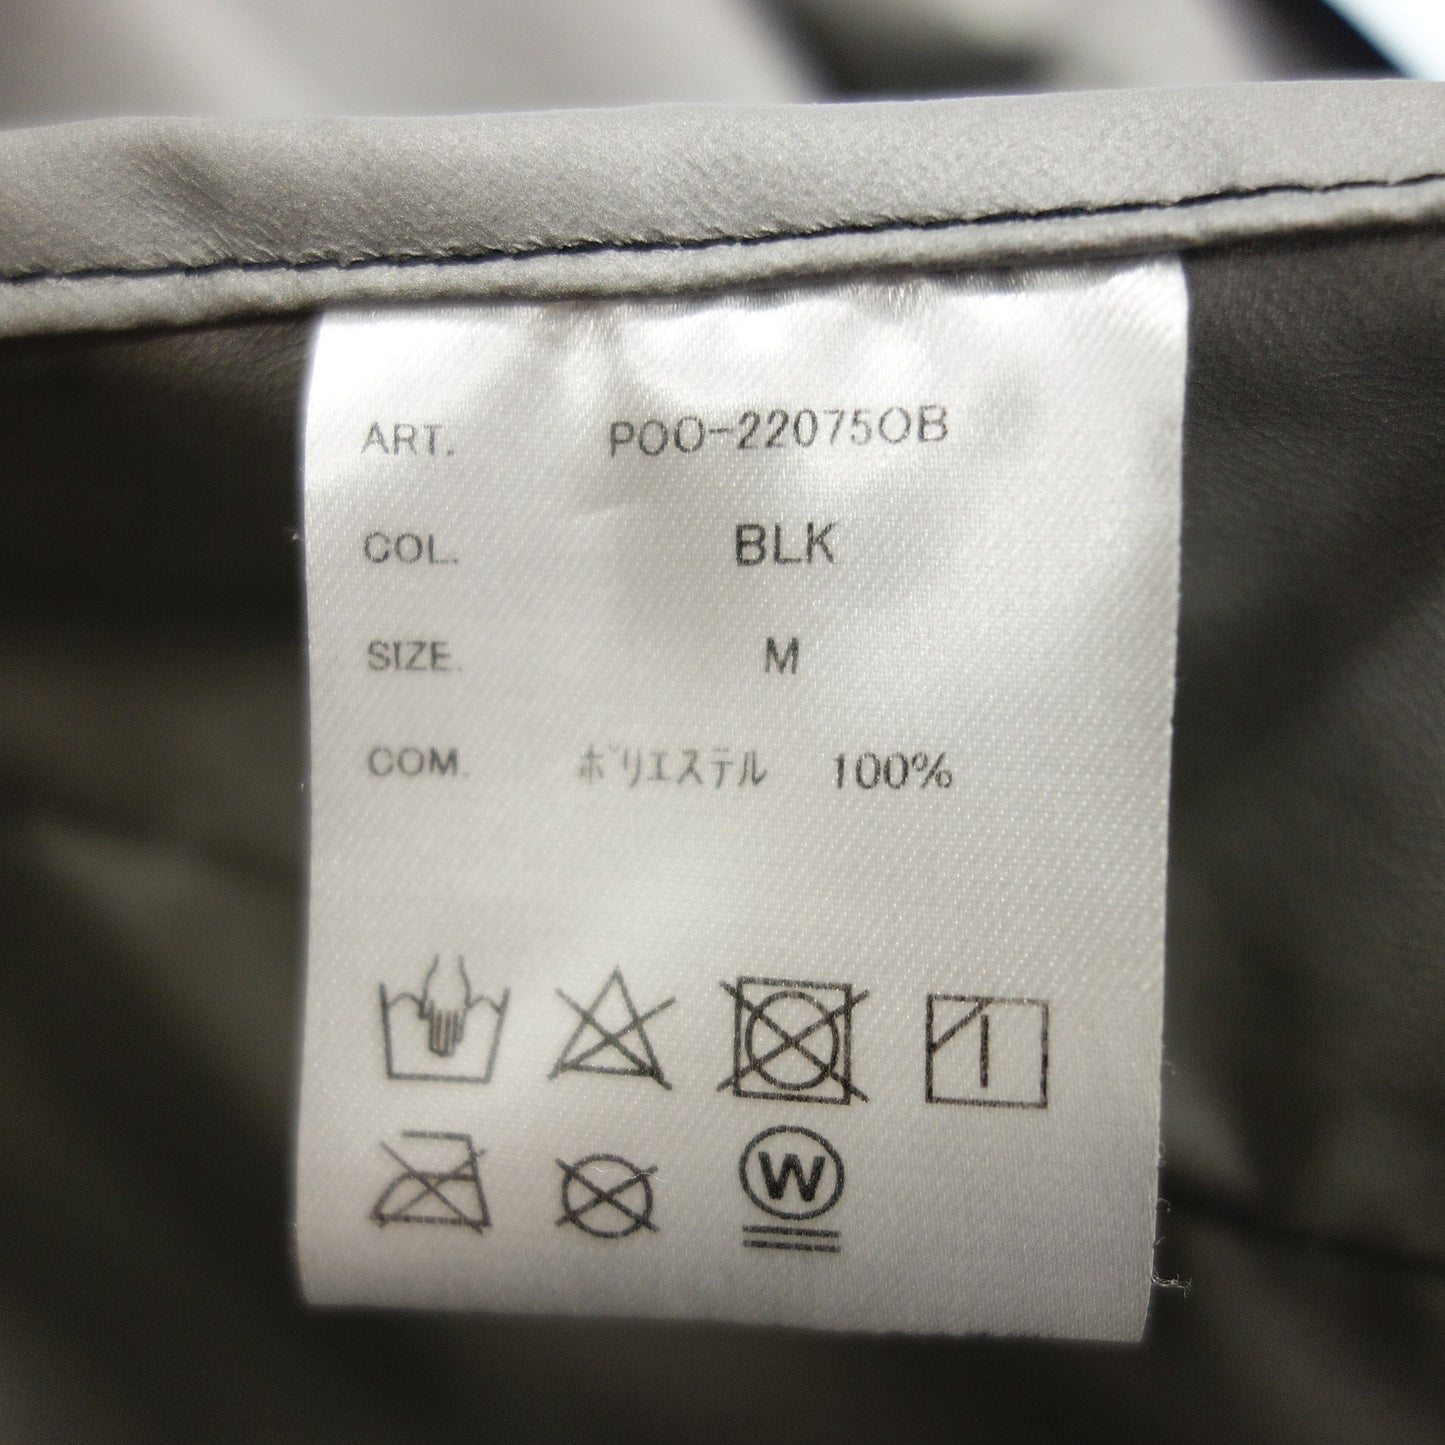 ART. POO-22075OB
COL. BLK
SIZE. M
COM. ﾎﾟﾘｴｽﾃﾙ 100%
W